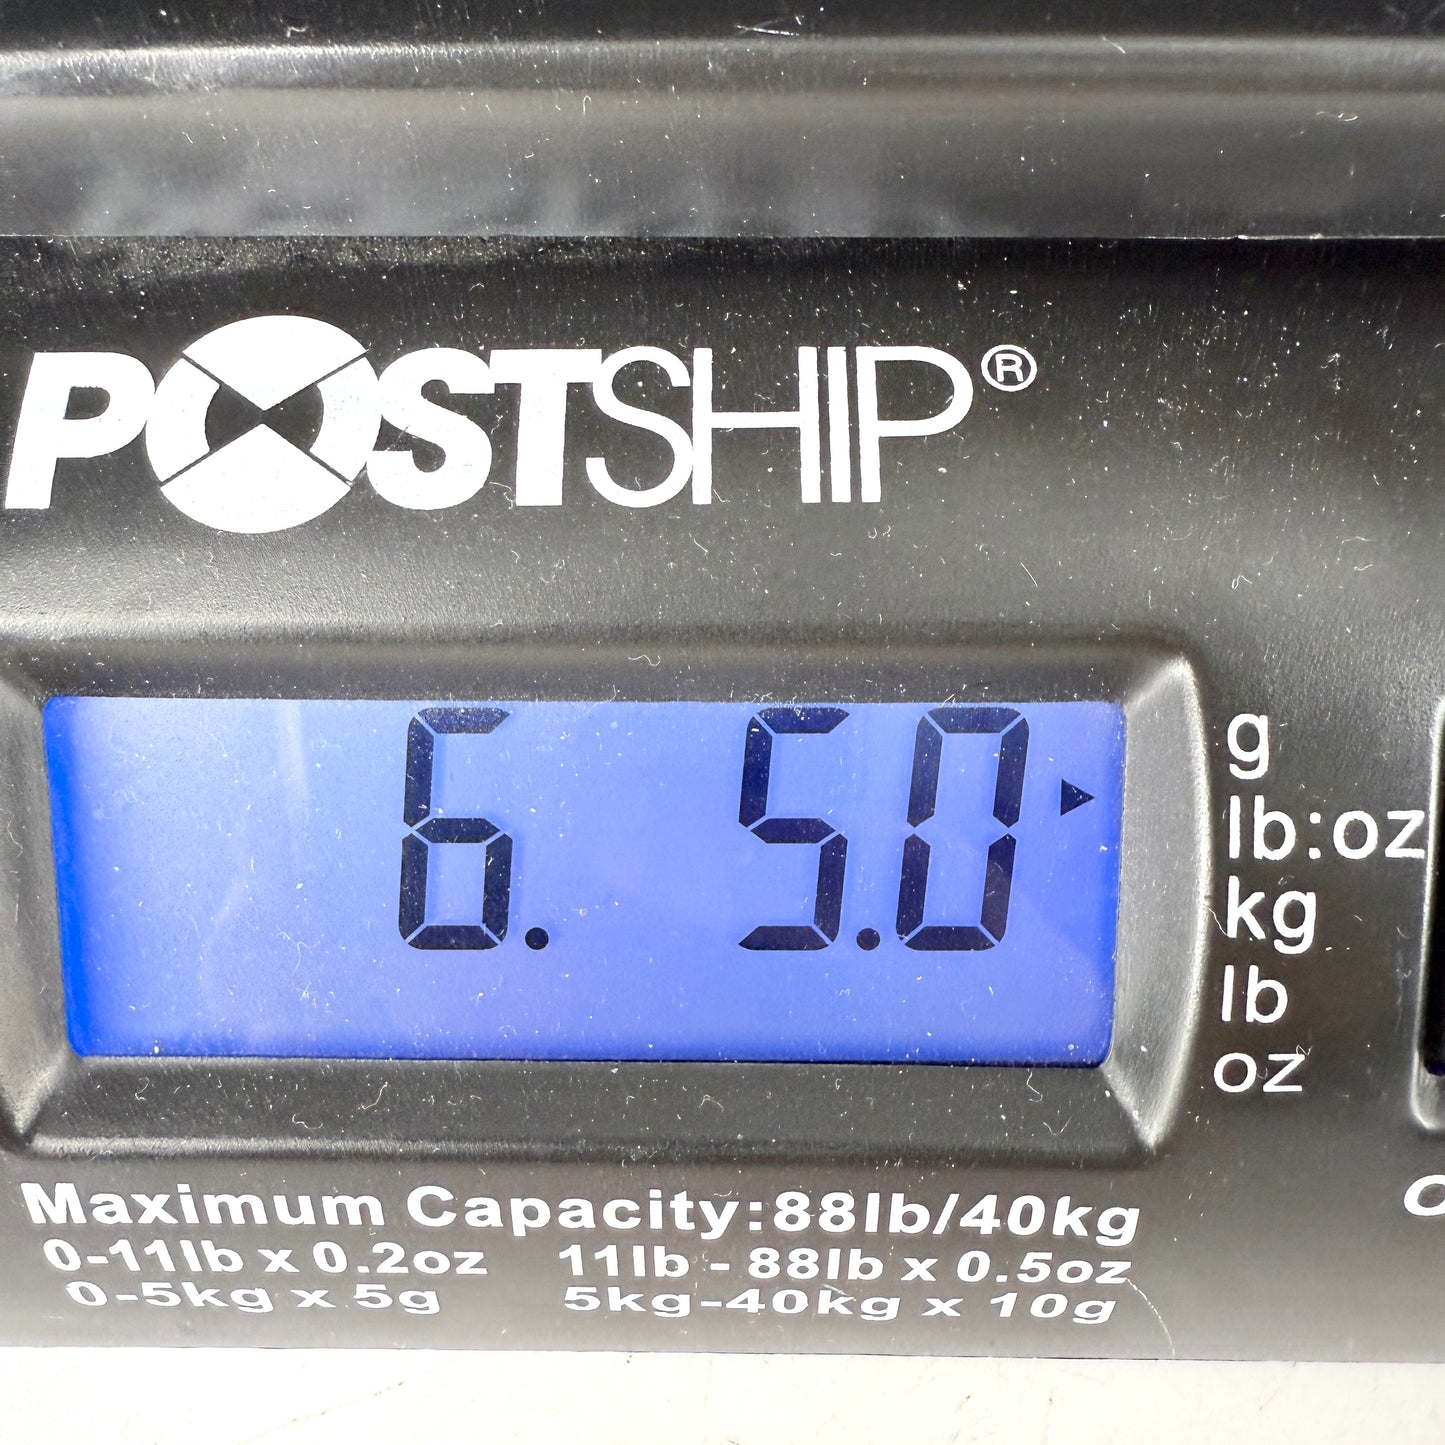 POSTSHIP®
6. 5.0
g
lb:oz
kg
lb
oz
Maximum Capacity:88lb/40kg
0-11lb x 0.2oz 11lb - 88lb x 0.5oz
0-5kg x 5g 5kg-40kg x 10g